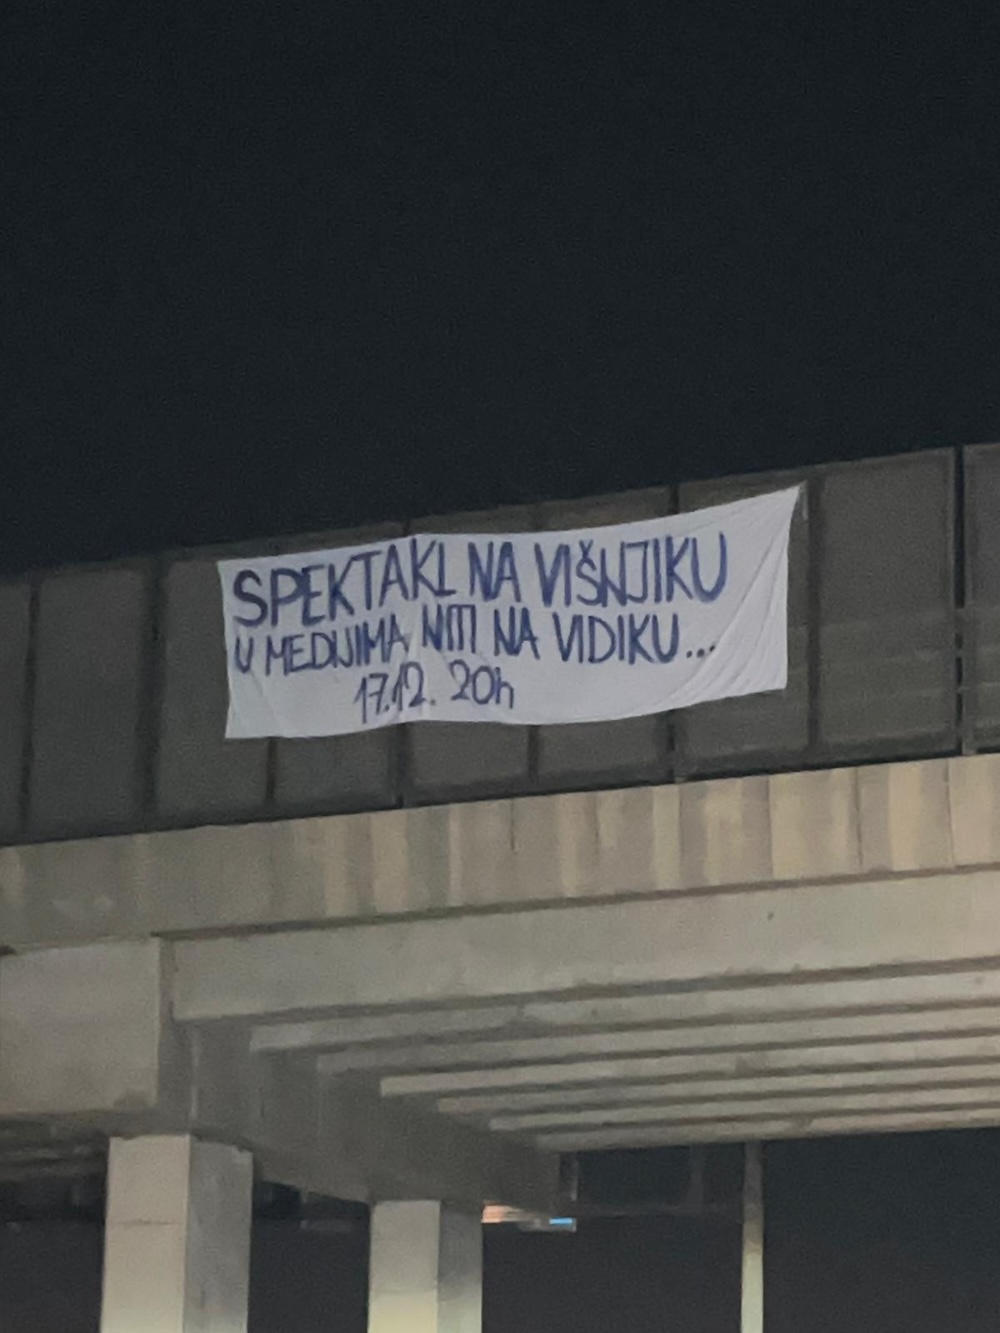 SPEKTAKL NA VIŠNJIKU
U MEDIJIMA NITI NA VIDIKU...
17.12. 20h